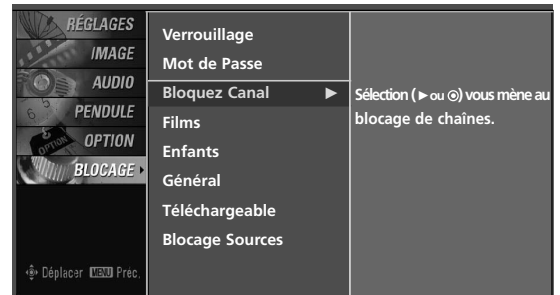 RÉGLAGES
IMAGE
AUDIO
PENDULE
OPTION
BLOCAGE
Déplacer MENU Préc.
Verrouillage
Mot de Passe
Bloquez Canal ►
Films
Enfants
Général
Téléchargeable
Blocage Sources
Sélection ( ► ou ◉) vous mène au
blocage de chaînes.